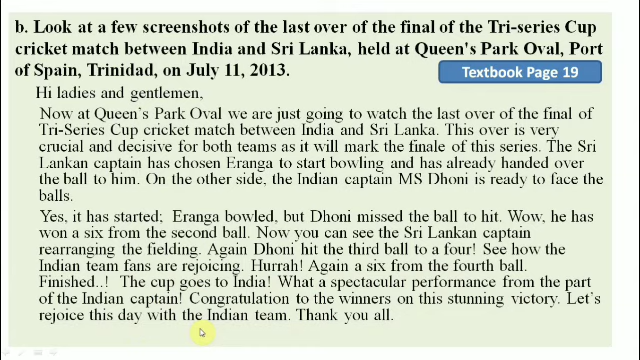 b. Look at a few screenshots of the last over of the final of the Tri-series Cup
cricket match between India and Sri Lanka, held at Queen's Park Oval, Port
of Spain, Trinidad, on July 11, 2013.
Textbook Page 19
Hi ladies and gentlemen,
Now at Queen's Park Oval we are just going to watch the last over of the final of
Tri-Series Cup cricket match between India and Sri Lanka. This over is very
crucial and decisive for both teams as it will mark the finale of this series. The Sri
Lankan captain has chosen Eranga to start bowling and has already handed over
the ball to him. On the other side, the Indian captain MS Dhoni is ready to face the
balls.
Yes, it has started; Eranga bowled, but Dhoni missed the ball to hit. Wow, he has
won a six from the second ball. Now you can see the Sri Lankan captain
rearranging the fielding. Again Dhoni hit the third ball to a four! See how the
Indian team fans are rejoicing. Hurrah! Again a six from the fourth ball.
Finished..! The cup goes to India! What a spectacular performance from the part
of the Indian captain! Congratulation to the winners on this stunning victory. Let's
rejoice this day with the Indian team. Thank you all.